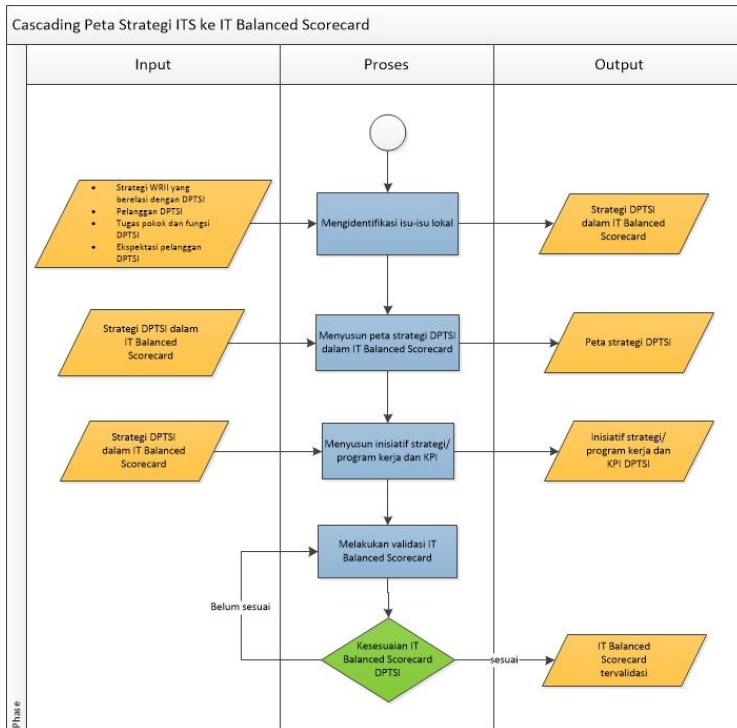 Cascading Peta Strategi ITS ke IT Balanced Scorecard
Input
Proses
Output
• Strategi WRII yang
berelasi dengan DPTSI
• Pelanggan DPTSI
• Tugas pokok dan fungsi
DPTSI
• Ekspektasi pelanggan
DPTSI
Mengidentifikasi isu-isu lokal
Strategi DPTSI
dalam IT Balanced
Scorecard
Strategi DPTSI dalam
IT Balanced
Scorecard
Menyusun peta strategi DPTSI
dalam IT Balanced Scorecard
Peta strategi DPTSI
Strategi DPTSI
dalam IT Balanced
Scorecard
Menyusun inisiatif strategi/
program kerja dan KPI
Inisiatif strategi/
program kerja dan
KPI DPTSI
Melakukan validasi IT
Balanced Scorecard
Belum sesuai
Kesesuaian IT
Balanced Scorecard
DPTSI
sesuai
IT Balanced
Scorecard
tervalidasi
Phase